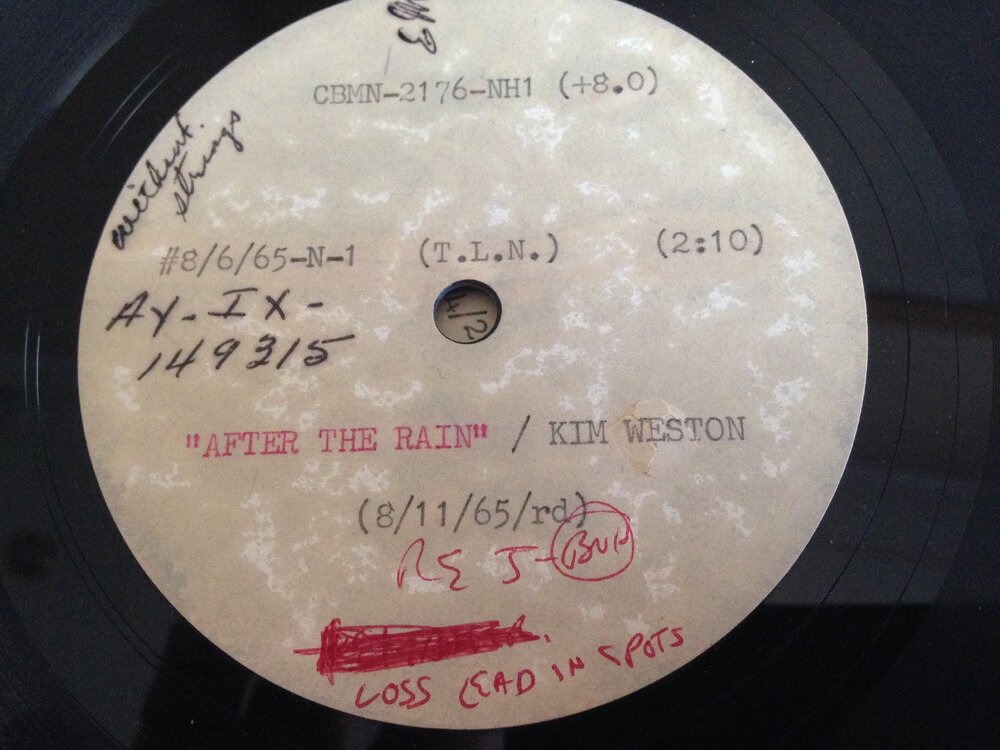 CBMN-2176-NH1 (+8.0)
without.
strings
#8/6/65-N-1 (T.L.N.) (2:10)
AY-IX-
149315
"AFTER THE RAIN" / KIM WESTON
(8/11/65/rd)
LOSS LEAD IN SPOTS